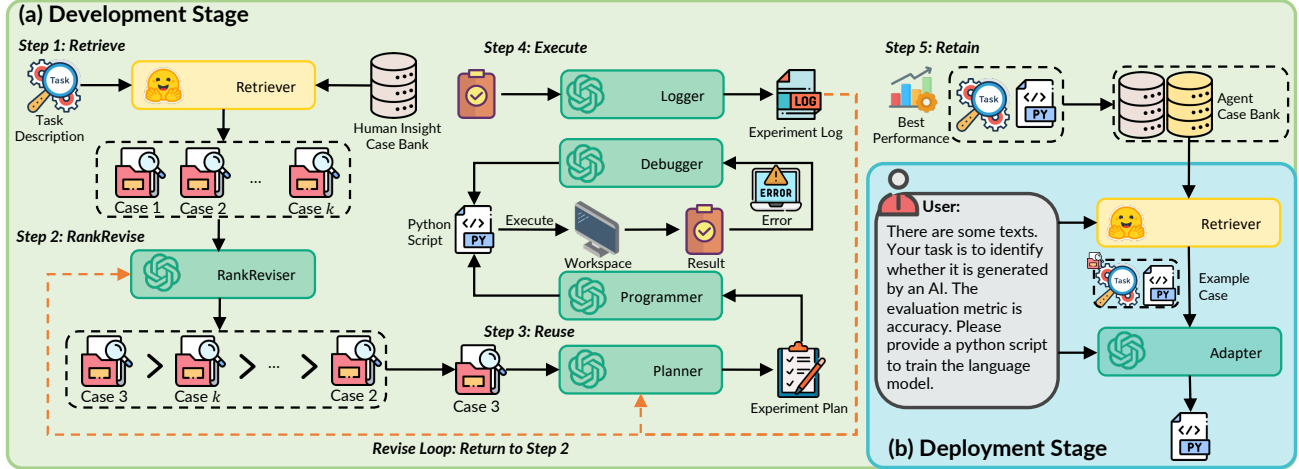 (a) Development Stage
Step 1: Retrieve
Task
Task
Description
Retriever
Human Insight
Case Bank
Case 1
Case 2
...
Case k
Step 2: RankRevise
RankReviser
Case 3
Case k
...
Case 2
Step 4: Execute
Logger
LOG
Experiment Log
Debugger
ERROR
Error
Python
Script
PY
Execute
Workspace
Result
Programmer
Step 3: Reuse
Case 3
Planner
Experiment Plan
Revise Loop: Return to Step 2
Step 5: Retain
Best
Performance
Task
PY
Agent
Case Bank
User:
There are some texts.
Your task is to identify
whether it is generated
by an AI. The
evaluation metric is
accuracy. Please
provide a python script
to train the language
model.
Retriever
Task
PY
Example
Case
Adapter
PY
(b) Deployment Stage